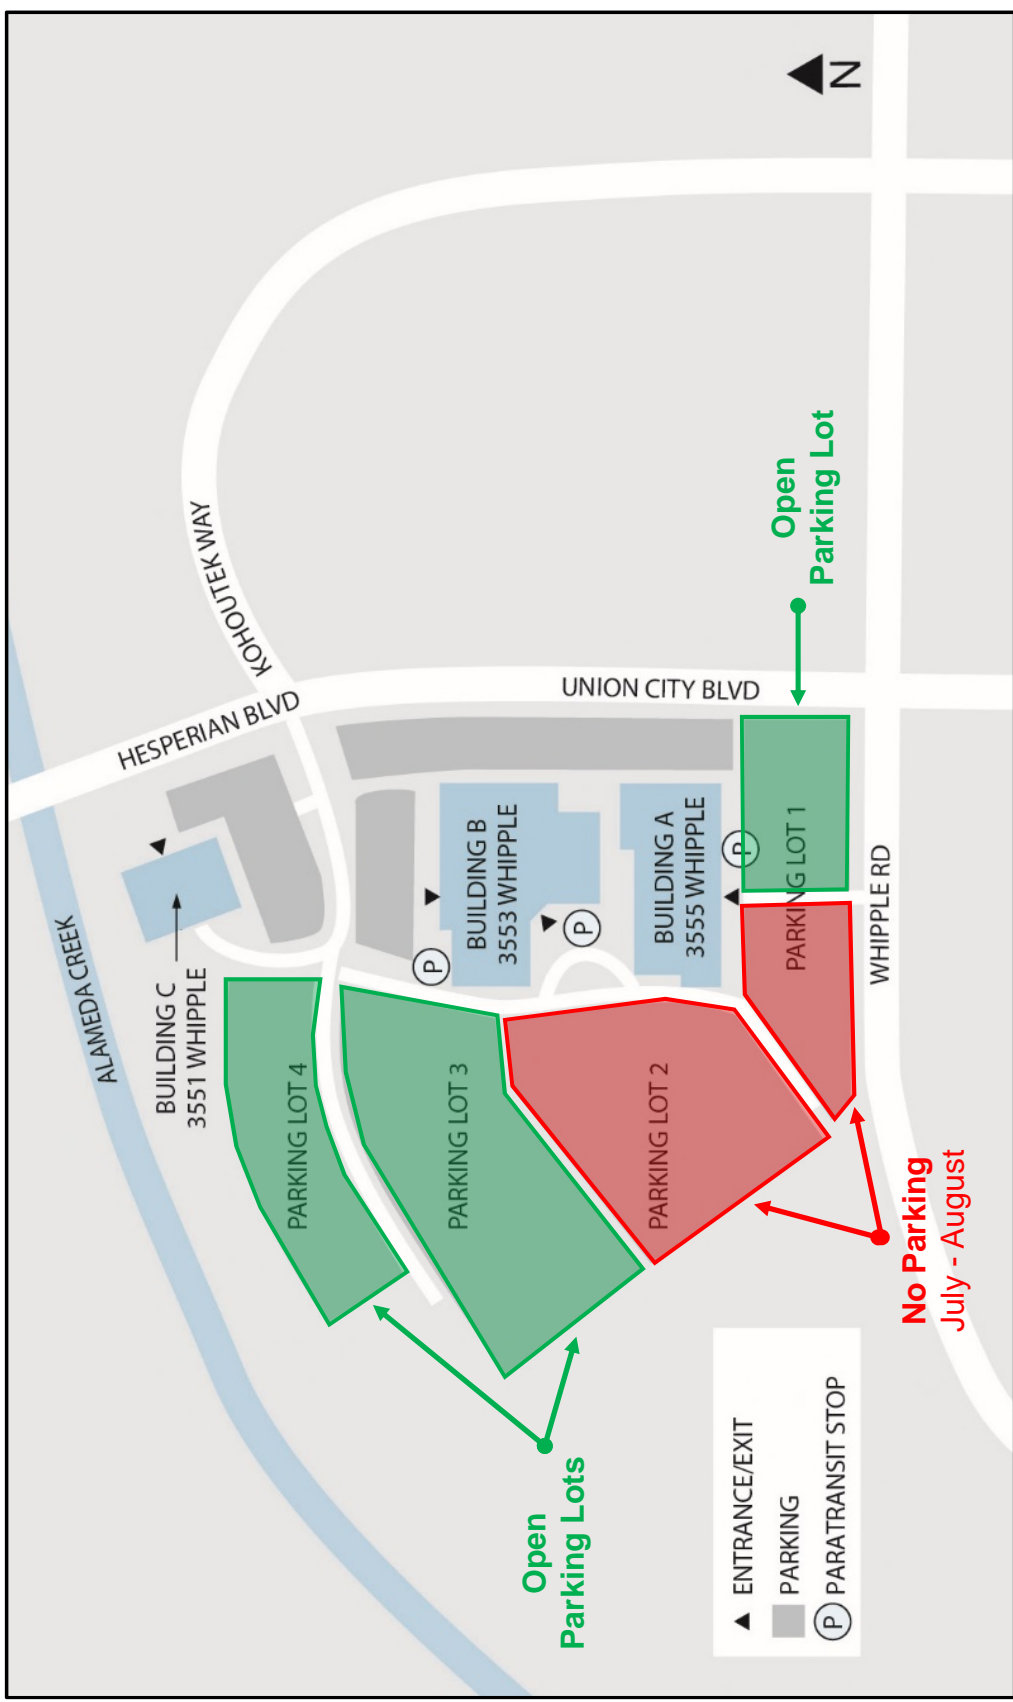 N
ALAMEDA CREEK
HESPERIAN BLVD
KOHOUTEK WAY
UNION CITY BLVD
WHIPPLE RD
BUILDING C
3551 WHIPPLE
BUILDING B
3553 WHIPPLE
BUILDING A
3555 WHIPPLE
P
P
P
PARKING LOT 4
PARKING LOT 3
PARKING LOT 2
PARKING LOT 1
Open
Parking Lot
Open
Parking Lots
No Parking
July - August
ENTRANCE/EXIT
PARKING
P PARATRANSIT STOP